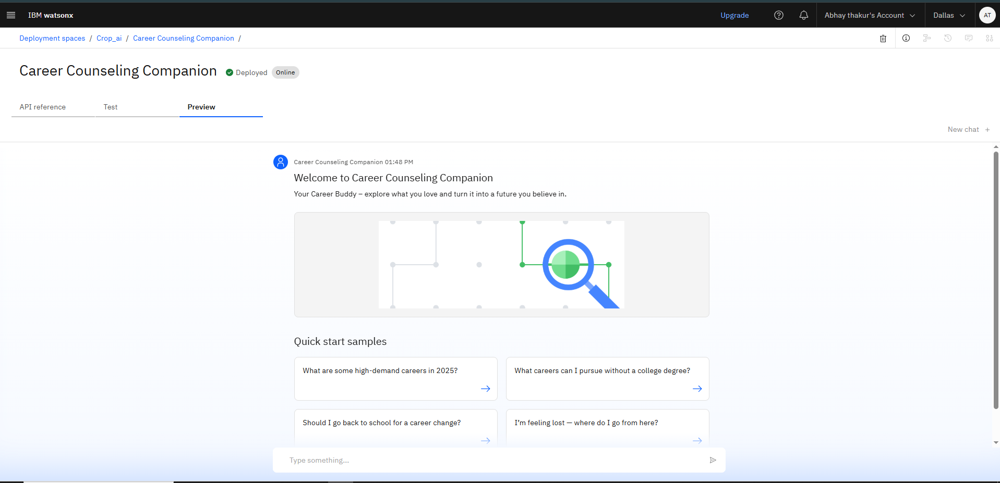 IBM watsonx
Upgrade
Abhay thakur's Account
Dallas
AT
Deployment spaces / Crop_ai / Career Counseling Companion /
Career Counseling Companion
Deployed
Online
API reference
Test
Preview
New chat +
Career Counseling Companion 01:48 PM
Welcome to Career Counseling Companion
Your Career Buddy – explore what you love and turn it into a future you believe in.
Quick start samples
What are some high-demand careers in 2025?
What careers can I pursue without a college degree?
Should I go back to school for a career change?
I'm feeling lost — where do I go from here?
Type something...